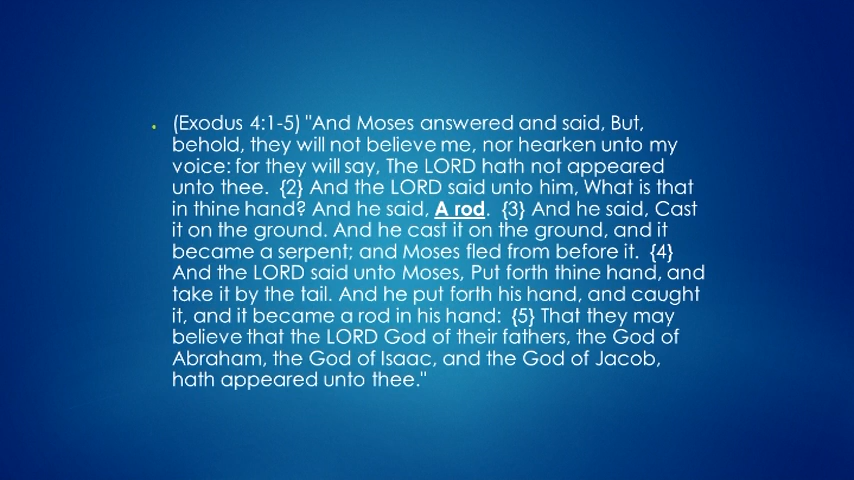 (Exodus 4:1-5) "And Moses answered and said, But,
behold, they will not believe me, nor hearken unto my
voice: for they will say, The LORD hath not appeared
unto thee.  {2} And the LORD said unto him, What is that
in thine hand? And he said, A rod.  {3} And he said, Cast
it on the ground. And he cast it on the ground, and it
became a serpent; and Moses fled from before it.  {4}
And the LORD said unto Moses, Put forth thine hand, and
take it by the tail. And he put forth his hand, and caught
it, and it became a rod in his hand:  {5} That they may
believe that the LORD God of their fathers, the God of
Abraham, the God of Isaac, and the God of Jacob,
hath appeared unto thee."